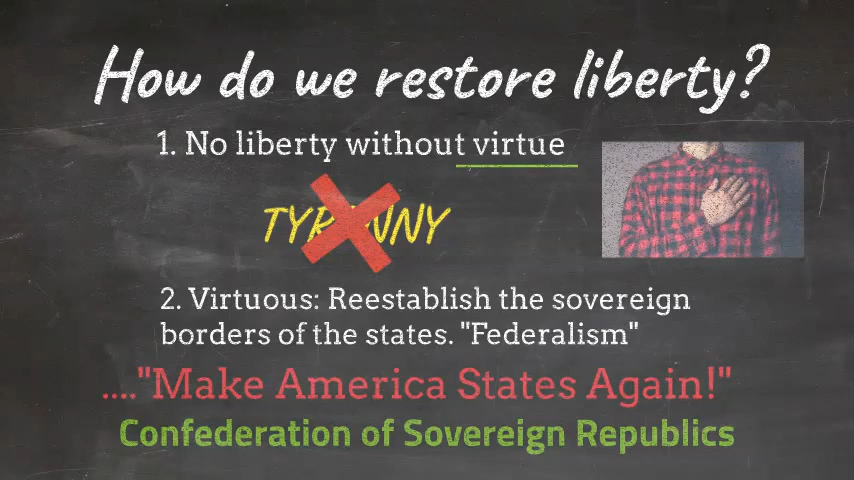 How do we restore liberty?
1. No liberty without virtue
TYRANNY
2. Virtuous: Reestablish the sovereign
borders of the states. "Federalism"
...."Make America States Again!"
Confederation of Sovereign Republics